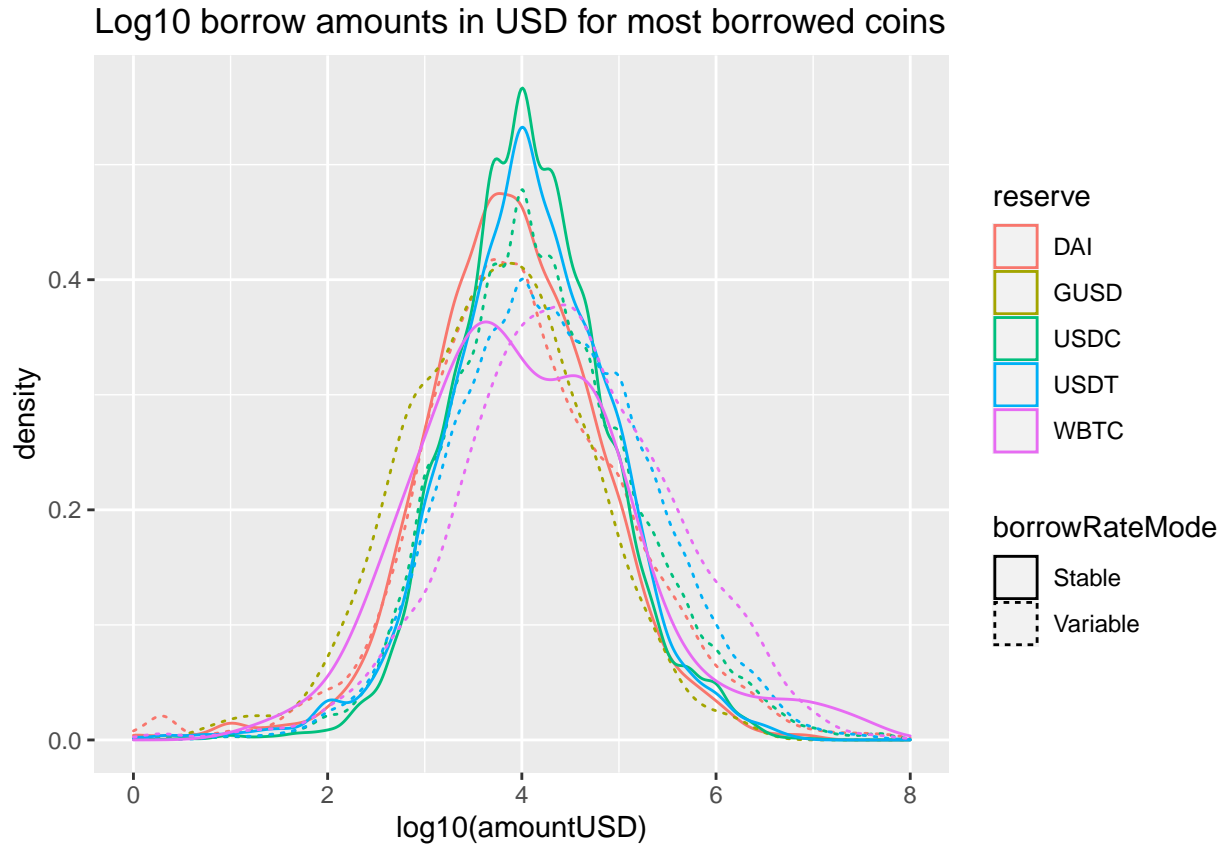 Log10 borrow amounts in USD for most borrowed coins
density
0.4
0.2
0.0
0
2
4
6
8
log10(amountUSD)
reserve
DAI
GUSD
USDC
USDT
WBTC
borrowRateMode
Stable
Variable